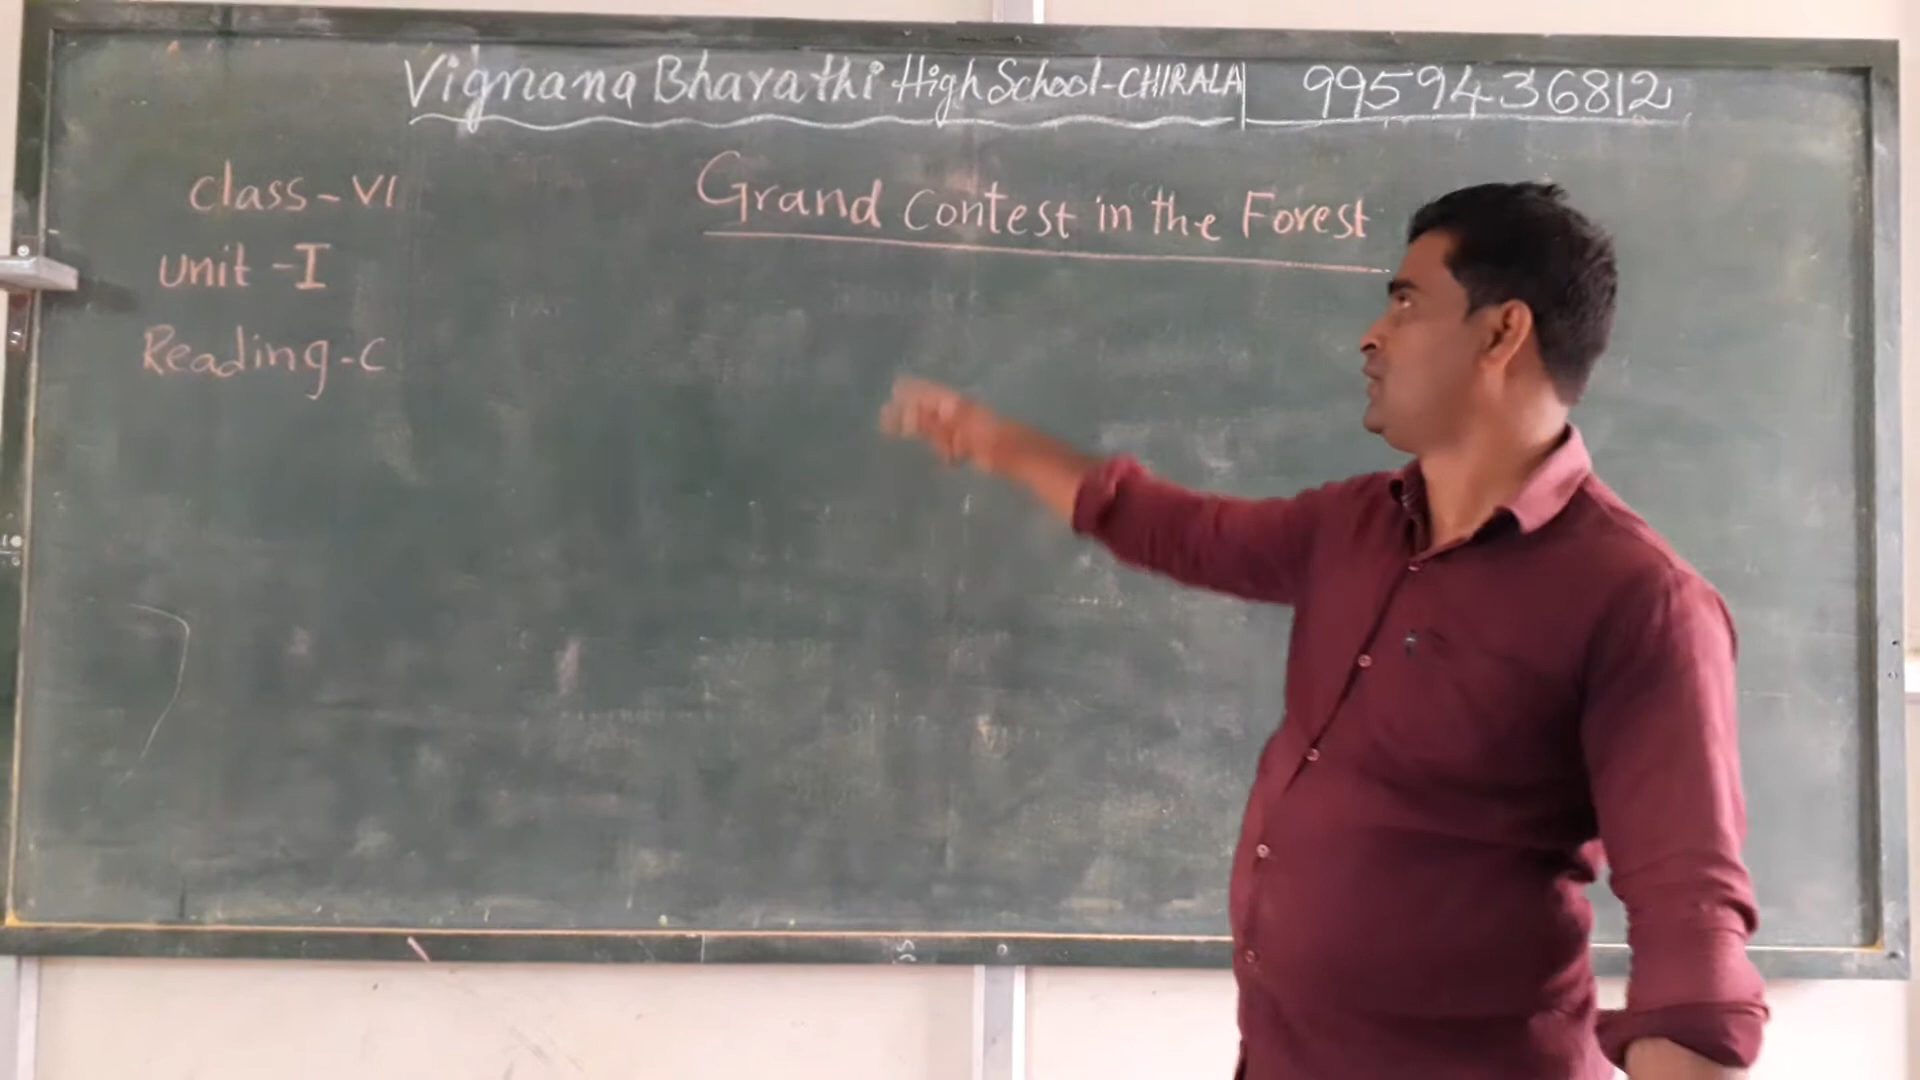 Vignana Bharathi High School-CHIRALA 9959436812
Grand Contest in the Forest
Class-VI
Unit-I
Reading-C